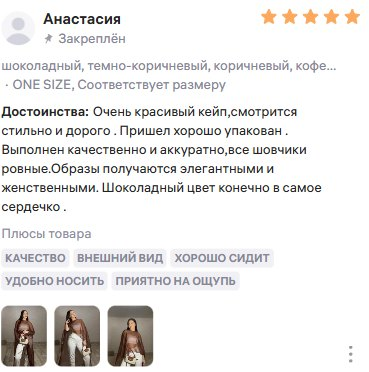 Анастасия
Закреплён
шоколадный, темно-коричневый, коричневый, кофе...
· ONE SIZE, Соответствует размеру
Достоинства: Очень красивый кейп,смотрится
стильно и дорого . Пришел хорошо упакован .
Выполнен качественно и аккуратно,все шовчики
ровные.Образы получаются элегантными и
женственными. Шоколадный цвет конечно в самое
сердечко .
Плюсы товара
КАЧЕСТВО ВНЕШНИЙ ВИД ХОРОШО СИДИТ
УДОБНО НОСИТЬ ПРИЯТНО НА ОЩУПЬ